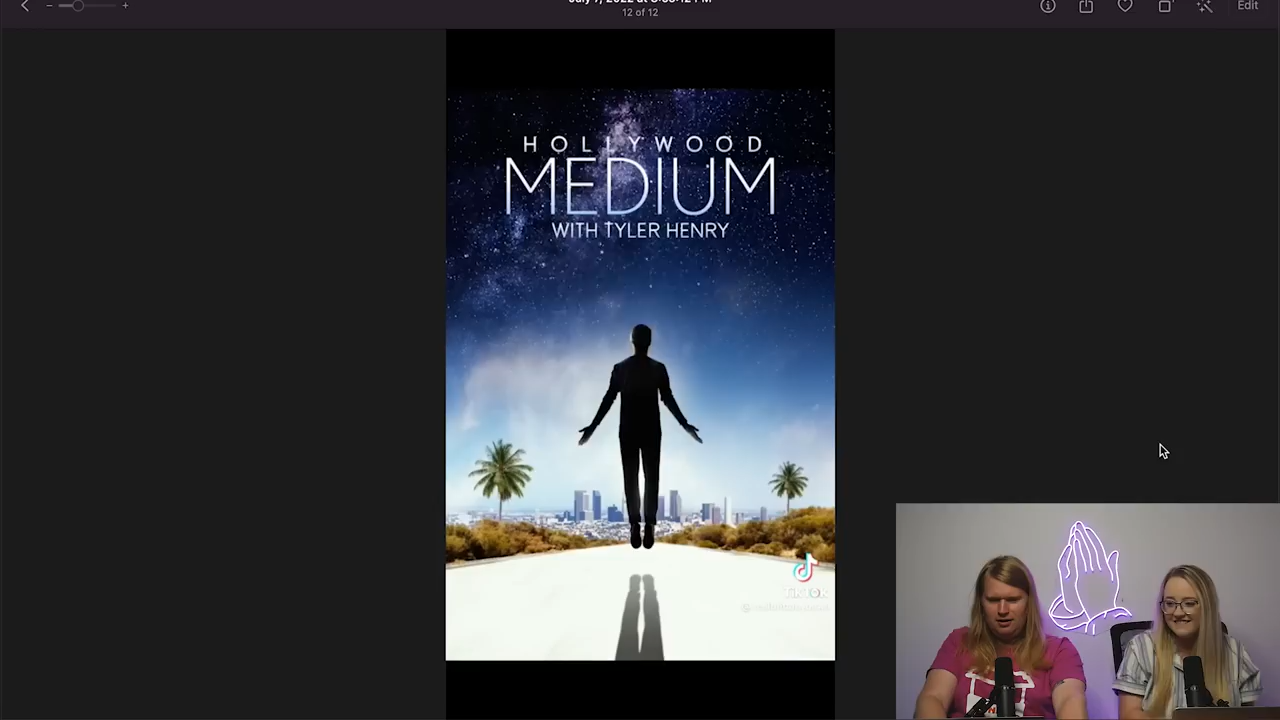 12 of 12
Edit
HOLLYWOOD
MEDIUM
WITH TYLER HENRY
TikTok